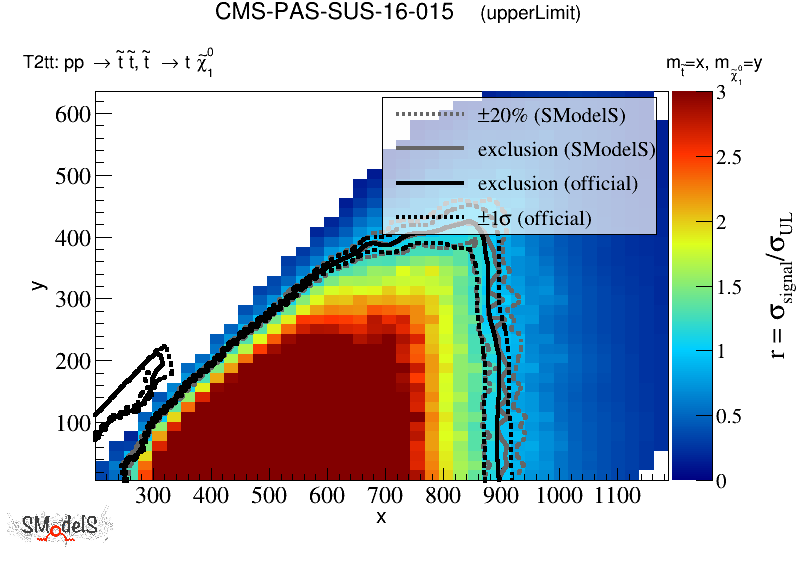 CMS-PAS-SUS-16-015 (upperLimit)
T2tt: pp → t̃ t̃, t̃ → t χ̃₁⁰
m_t̃=x, m_χ̃₁⁰=y
±20% (SModelS)
exclusion (SModelS)
exclusion (official)
±1σ (official)
600
500
400
300
200
100
y
300 400 500 600 700 800 900 1000 1100
x
3
2.5
2
1.5
1
0.5
0
r = σ_signal/σ_UL
SModelS